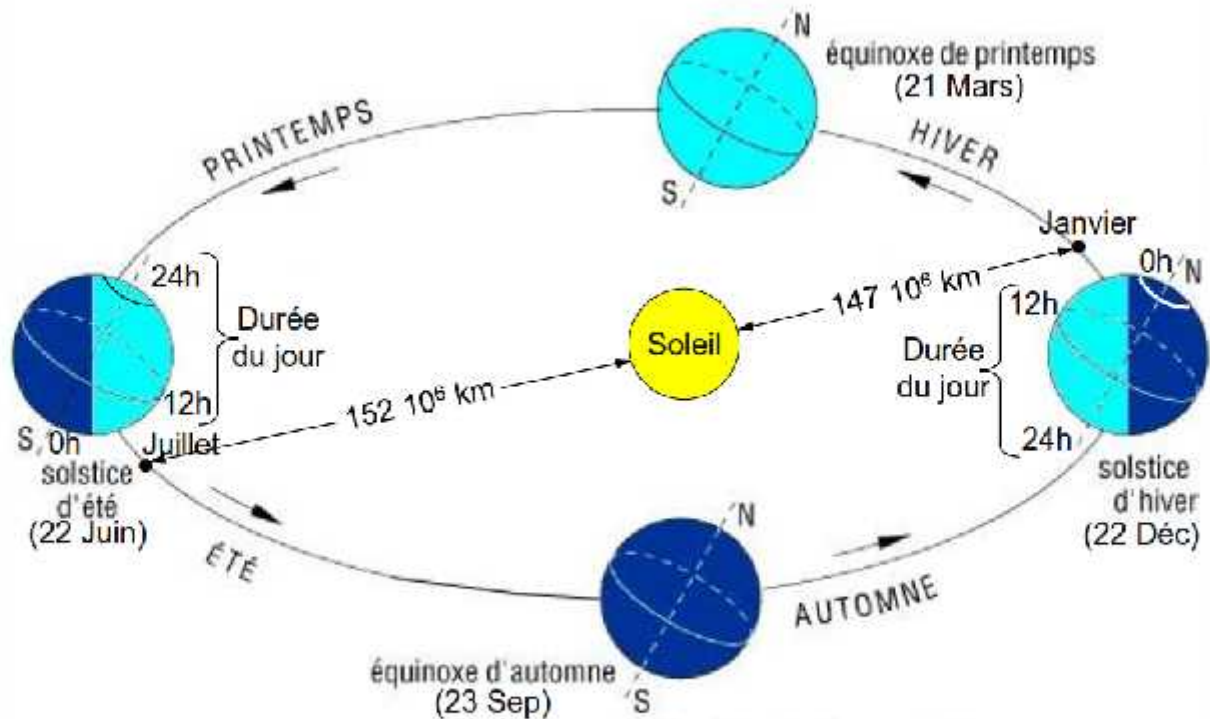 N
équinoxe de printemps
(21 Mars)
PRINTEMPS
HIVER
S
Janvier
24h
0h
N
147 10⁶ km
12h
Durée
du jour
Soleil
Durée
du jour
12h
152 10⁶ km
24h
S
0h
Juillet
solstice
d'été
(22 Juin)
solstice
d'hiver
(22 Déc)
N
ÉTÉ
AUTOMNE
équinoxe d'automne
(23 Sep)
S